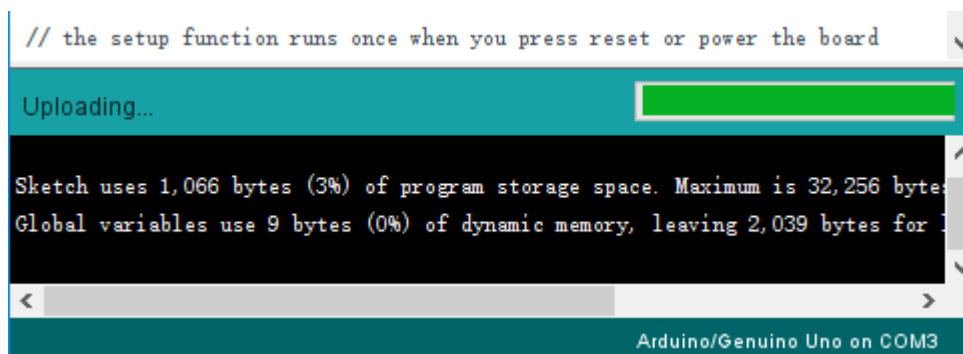 // the setup function runs once when you press reset or power the board
Uploading...
Sketch uses 1,066 bytes (3%) of program storage space. Maximum is 32,256 byte
Global variables use 9 bytes (0%) of dynamic memory, leaving 2,039 bytes for
Arduino/Genuino Uno on COM3